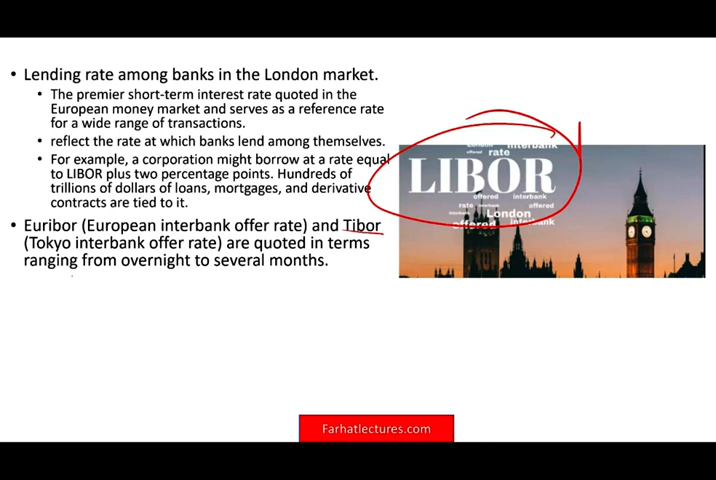 Lending rate among banks in the London market.
The premier short-term interest rate quoted in the
European money market and serves as a reference rate
for a wide range of transactions.
reflect the rate at which banks lend among themselves.
For example, a corporation might borrow at a rate equal
to LIBOR plus two percentage points. Hundreds of
trillions of dollars of loans, mortgages, and derivative
contracts are tied to it.
Euribor (European interbank offer rate) and Tibor
(Tokyo interbank offer rate) are quoted in terms
ranging from overnight to several months.
interbank
offered rate
LIBOR
offered interbank
rate offered
London
offered interbank
Farhatlectures.com